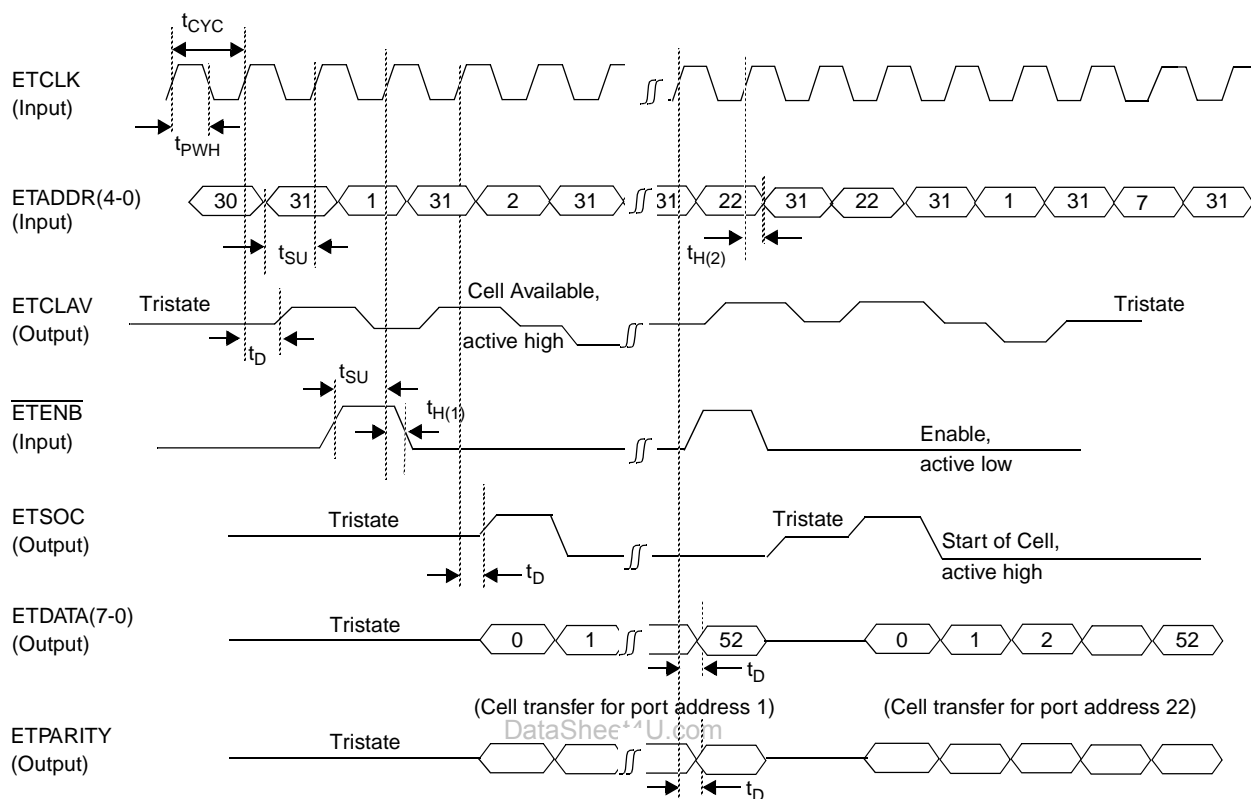 tCYC
ETCLK
(Input)
tPWH
ETADDR(4-0)
(Input)
30 31 1 31 2 31 31 22 31 22 31 1 31 7 31
tSU
tH(2)
ETCLAV
(Output)
Tristate
Cell Available,
active high
Tristate
tD
tSU
ETENB
(Input)
tH(1)
Enable,
active low
ETSOC
(Output)
Tristate
Tristate
Start of Cell,
active high
tD
ETDATA(7-0)
(Output)
Tristate
0 1 52 0 1 2 52
tD
(Cell transfer for port address 1) (Cell transfer for port address 22)
ETPARITY
(Output)
Tristate
tD